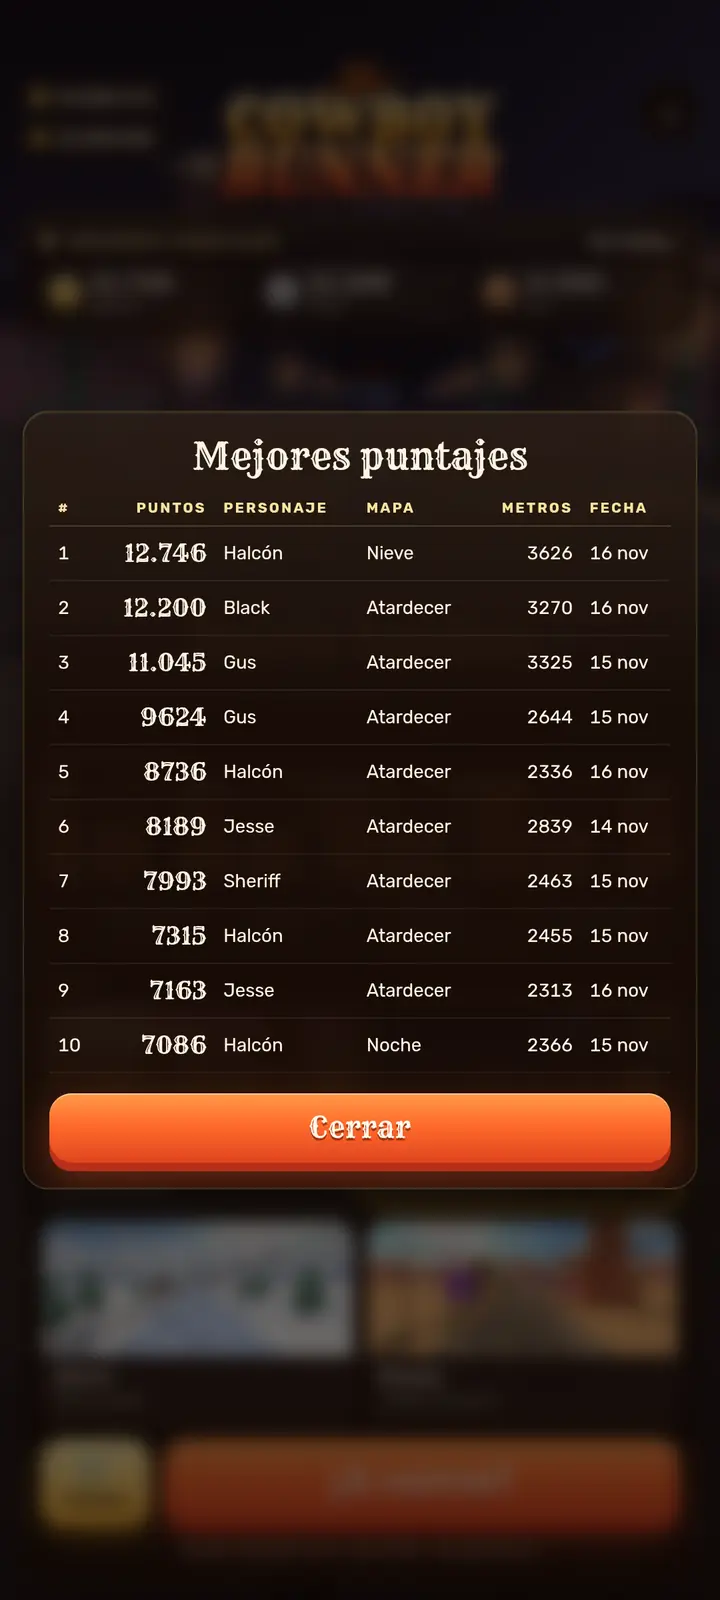 COWBOY
RUNNER
Mejores puntajes
# PUNTOS PERSONAJE MAPA METROS FECHA
1 12.746 Halcón Nieve 3626 16 nov
2 12.200 Black Atardecer 3270 16 nov
3 11.045 Gus Atardecer 3325 15 nov
4 9624 Gus Atardecer 2644 15 nov
5 8736 Halcón Atardecer 2336 16 nov
6 8189 Jesse Atardecer 2839 14 nov
7 7993 Sheriff Atardecer 2463 15 nov
8 7315 Halcón Atardecer 2455 15 nov
9 7163 Jesse Atardecer 2313 16 nov
10 7086 Halcón Noche 2366 15 nov
Cerrar